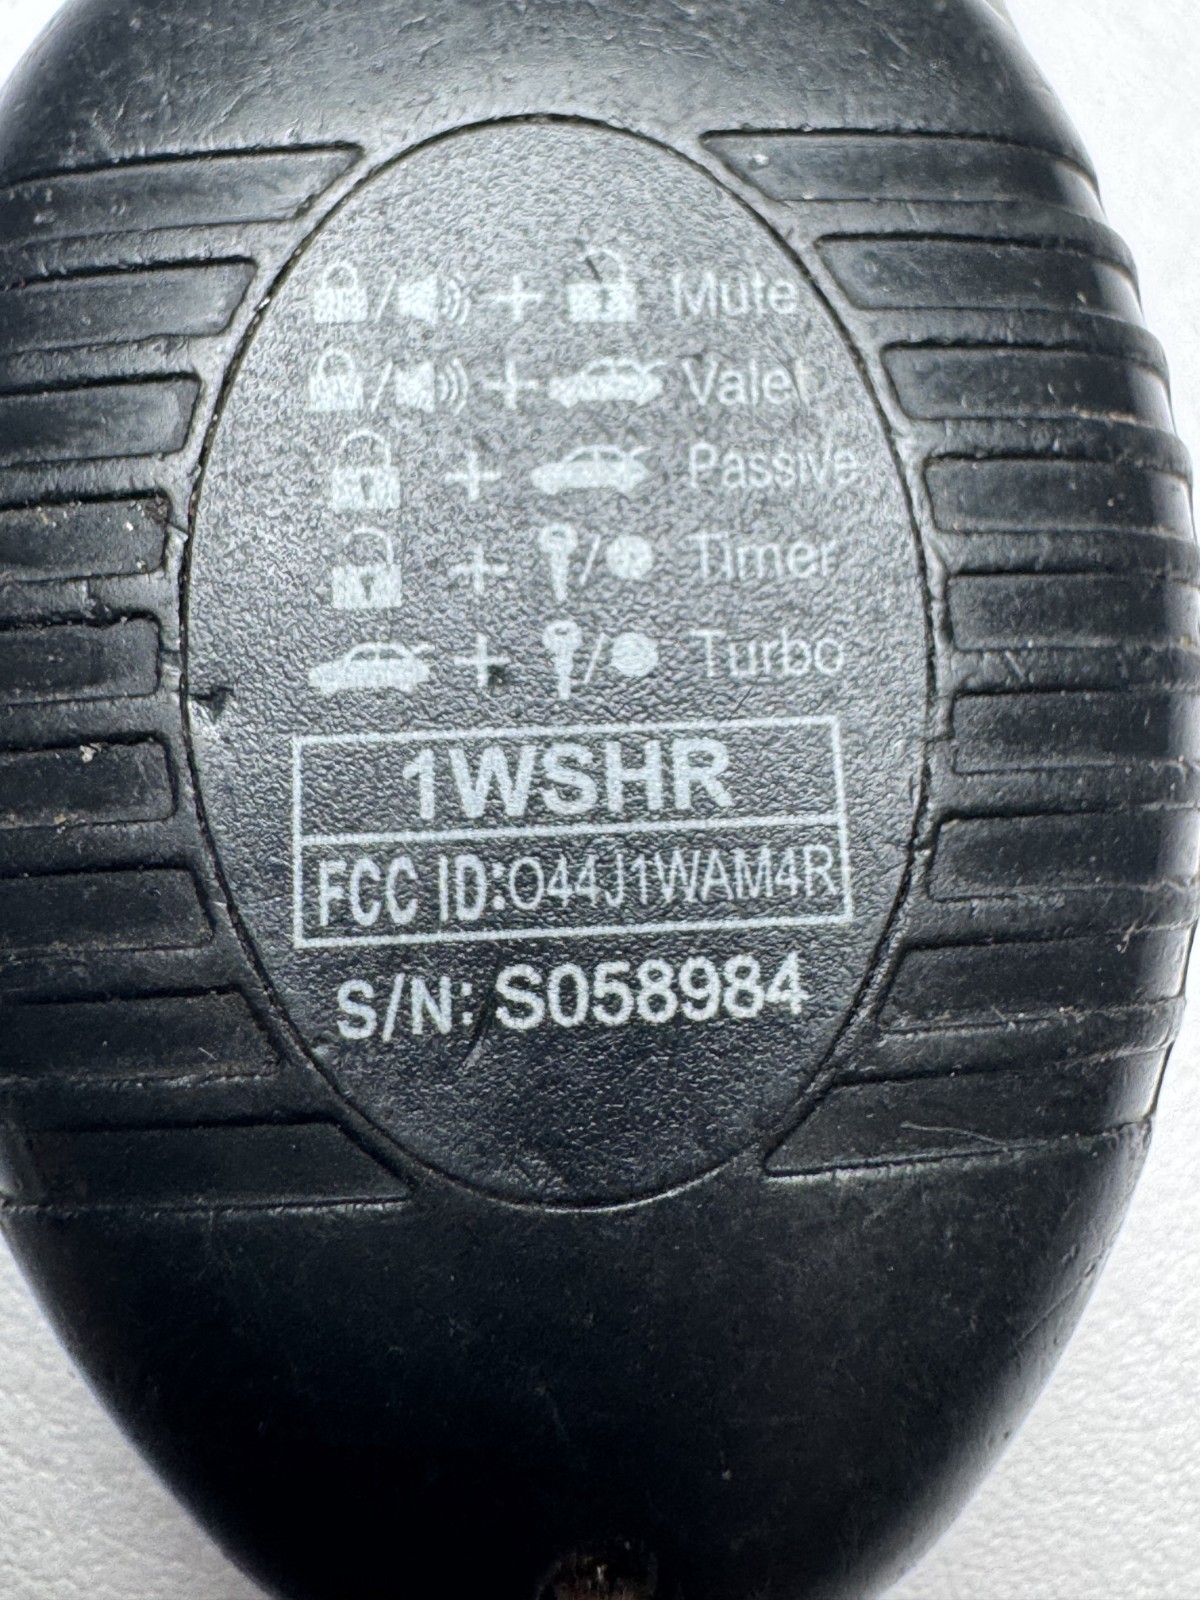 / + Mute
/ + Valet
+ Passive
+ / Timer
+ / Turbo
1WSHR
FCC ID:O44J1WAM4R
S/N: S058984